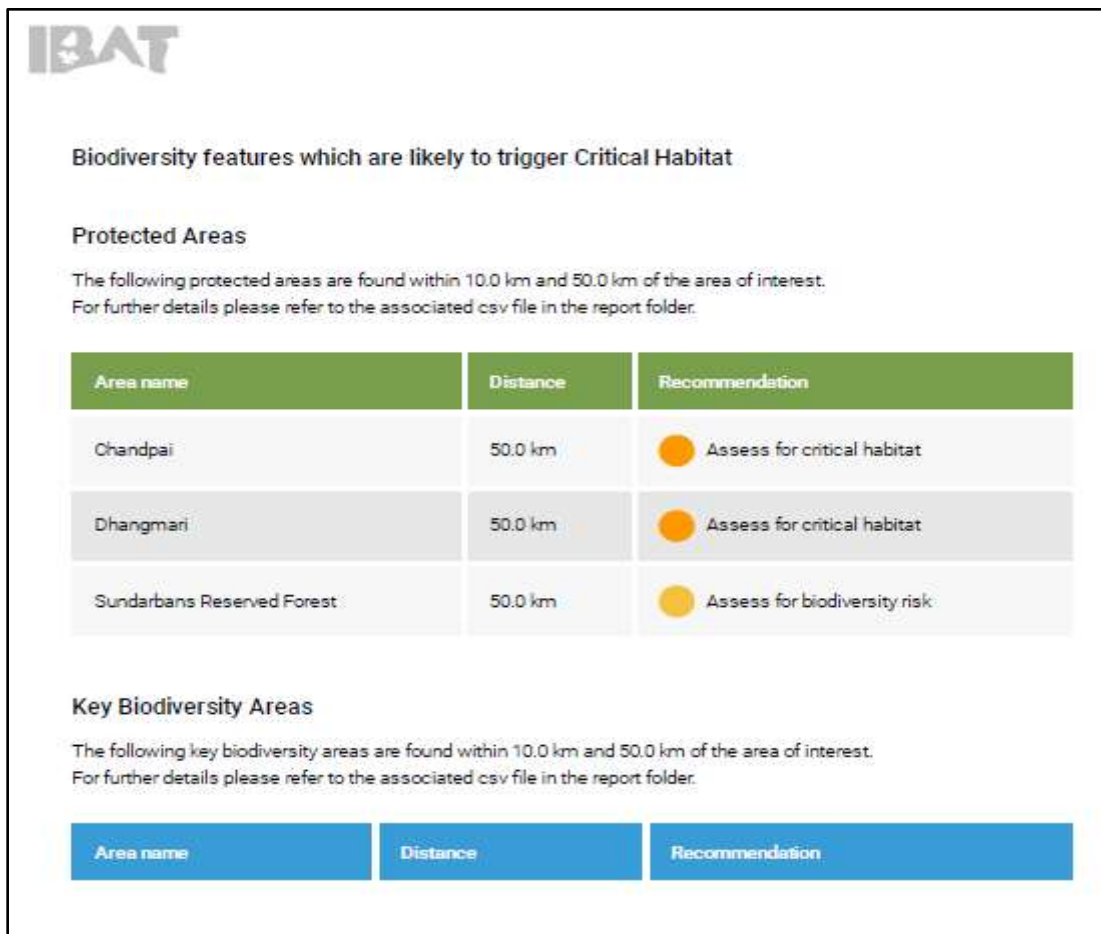 IBAT
Biodiversity features which are likely to trigger Critical Habitat
Protected Areas
The following protected areas are found within 10.0 km and 50.0 km of the area of interest.
For further details please refer to the associated csv file in the report folder.
Area name Distance Recommendation
Chandpai 50.0 km Assess for critical habitat
Dhangmari 50.0 km Assess for critical habitat
Sundarbans Reserved Forest 50.0 km Assess for biodiversity risk
Key Biodiversity Areas
The following key biodiversity areas are found within 10.0 km and 50.0 km of the area of interest.
For further details please refer to the associated csv file in the report folder.
Area name Distance Recommendation